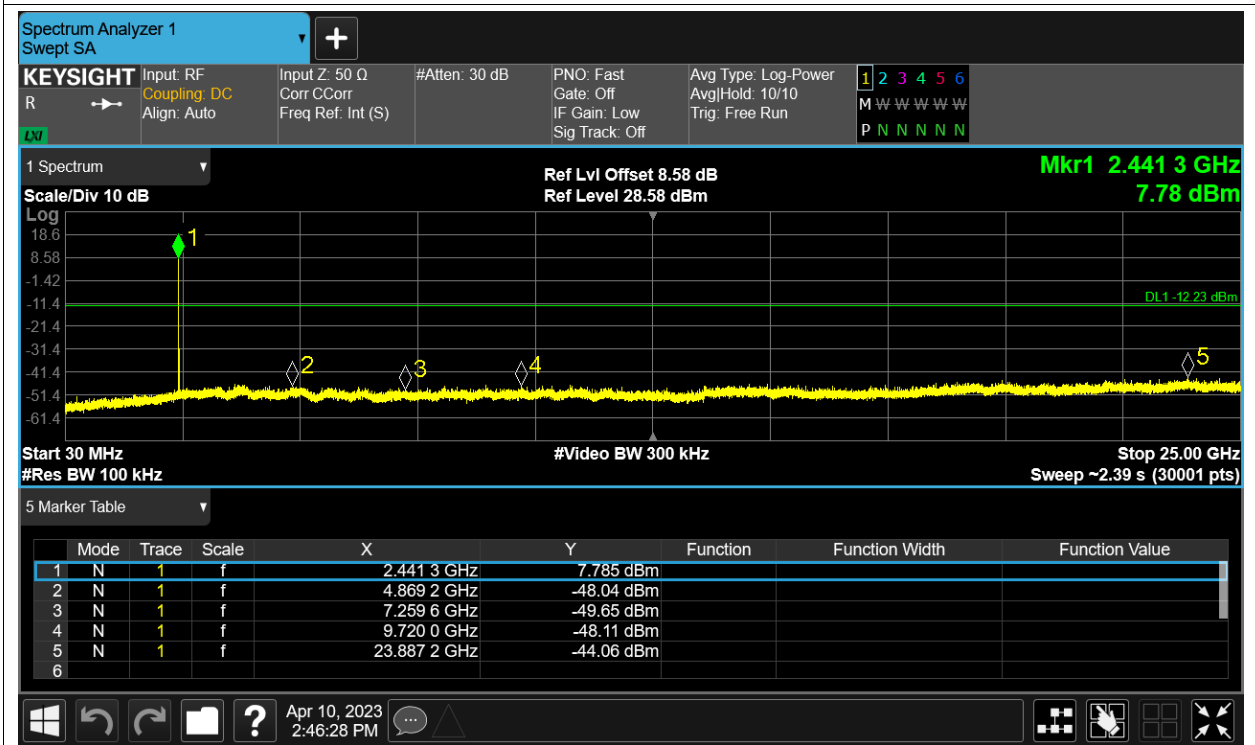 Spectrum Analyzer 1
Swept SA
KEYSIGHT Input: RF Input Z: 50 Ω #Atten: 30 dB PNO: Fast Avg Type: Log-Power 1 2 3 4 5 6
R Coupling: DC Corr CCorr Gate: Off Avg|Hold: 10/10 M W W W W W
Align: Auto Freq Ref: Int (S) IF Gain: Low Trig: Free Run
LXI Sig Track: Off P N N N N N
1 Spectrum Ref Lvl Offset 8.58 dB Mkr1 2.441 3 GHz
Scale/Div 10 dB Ref Level 28.58 dBm 7.78 dBm
Log
18.6
1
8.58
-1.42
-11.4 DL1 -12.23 dBm
-21.4
-31.4
2 3 4 5
-41.4
-51.4
-61.4
Start 30 MHz #Video BW 300 kHz Stop 25.00 GHz
#Res BW 100 kHz Sweep ~2.39 s (30001 pts)
5 Marker Table
Mode Trace Scale X Y Function Function Width Function Value
1 N 1 f 2.441 3 GHz 7.785 dBm
2 N 1 f 4.869 2 GHz -48.04 dBm
3 N 1 f 7.259 6 GHz -49.65 dBm
4 N 1 f 9.720 0 GHz -48.11 dBm
5 N 1 f 23.887 2 GHz -44.06 dBm
6
? Apr 10, 2023
2:46:28 PM